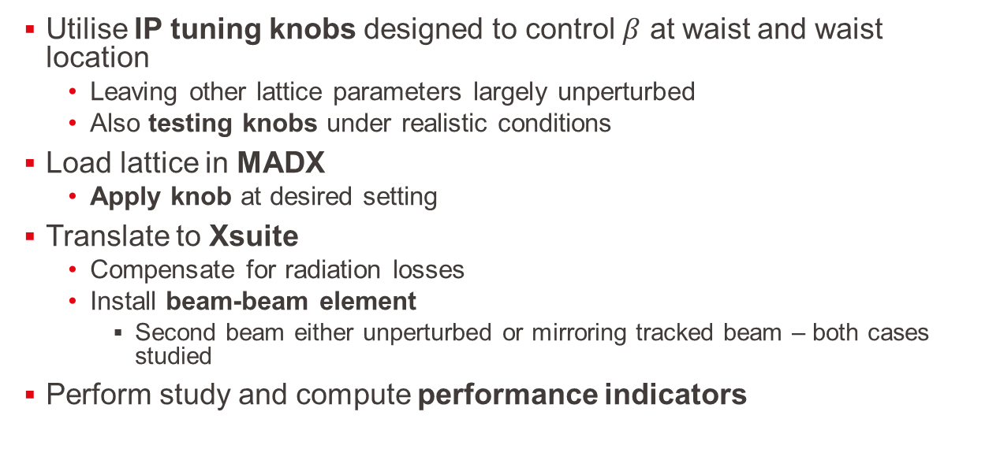 ▪ Utilise IP tuning knobs designed to control β at waist and waist
location
• Leaving other lattice parameters largely unperturbed
• Also testing knobs under realistic conditions
▪ Load lattice in MADX
• Apply knob at desired setting
▪ Translate to Xsuite
• Compensate for radiation losses
• Install beam-beam element
▪ Second beam either unperturbed or mirroring tracked beam – both cases
studied
▪ Perform study and compute performance indicators